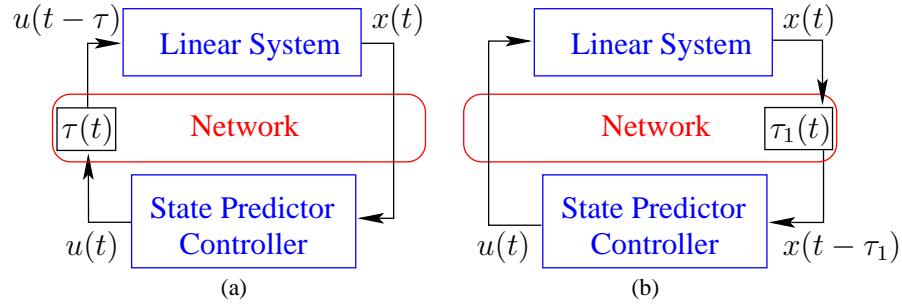 u(t − τ)
x(t)
Linear System
τ(t)
Network
State Predictor
Controller
u(t)
(a)
x(t)
Linear System
Network
τ₁(t)
State Predictor
Controller
u(t)
x(t − τ₁)
(b)